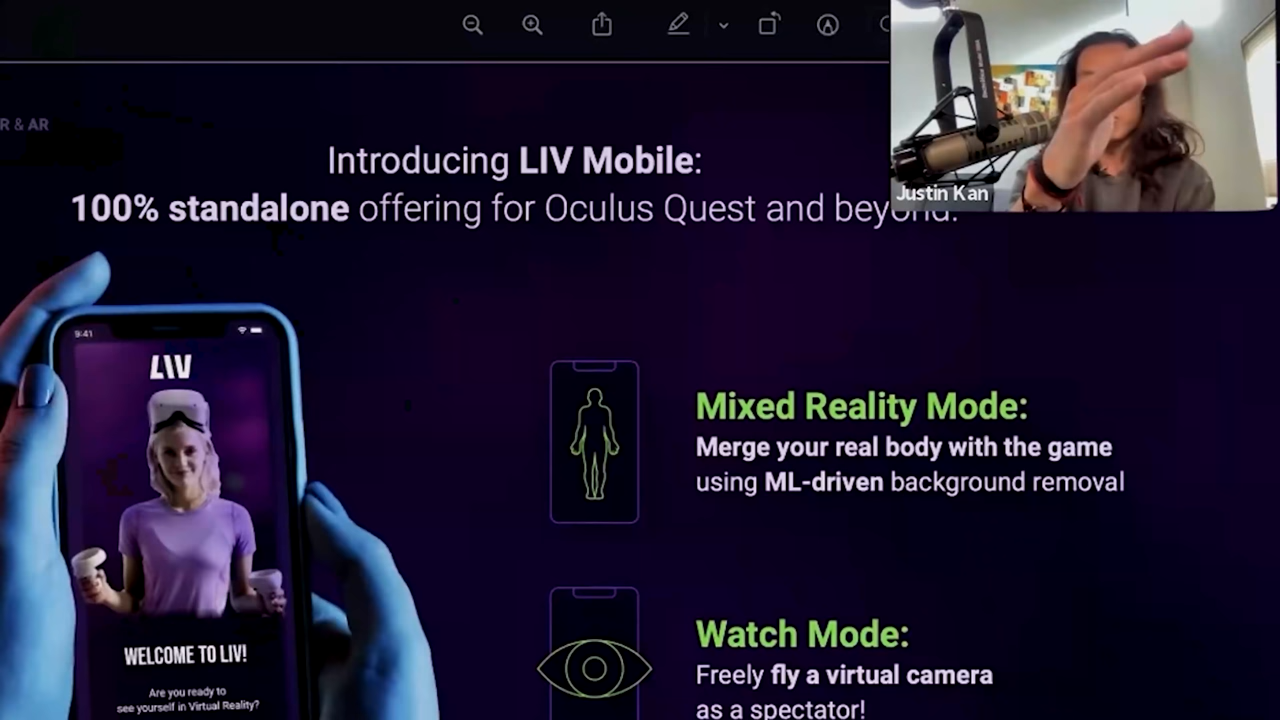 R & AR
Introducing LIV Mobile:
100% standalone offering for Oculus Quest and beyond.
Justin Kan
9:41
LIV
WELCOME TO LIV!
Are you ready to
see yourself in Virtual Reality?
Mixed Reality Mode:
Merge your real body with the game
using ML-driven background removal
Watch Mode:
Freely fly a virtual camera
as a spectator!